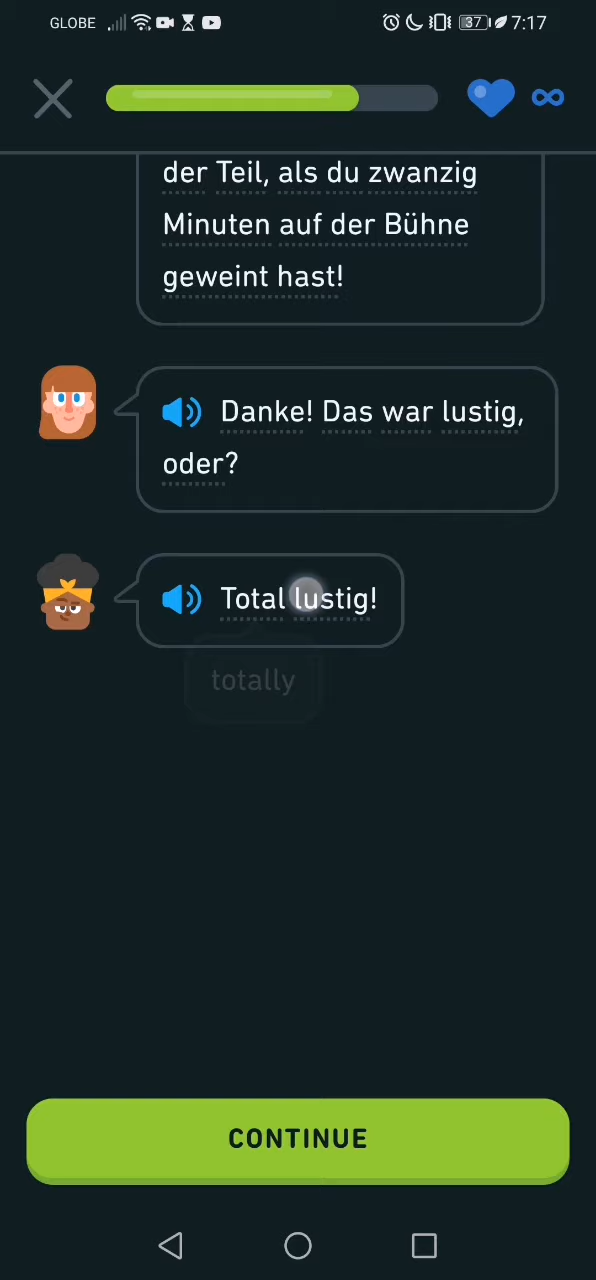 GLOBE 37 7:17
der Teil, als du zwanzig
Minuten auf der Bühne
geweint hast!
Danke! Das war lustig,
oder?
Total lustig!
totally
CONTINUE